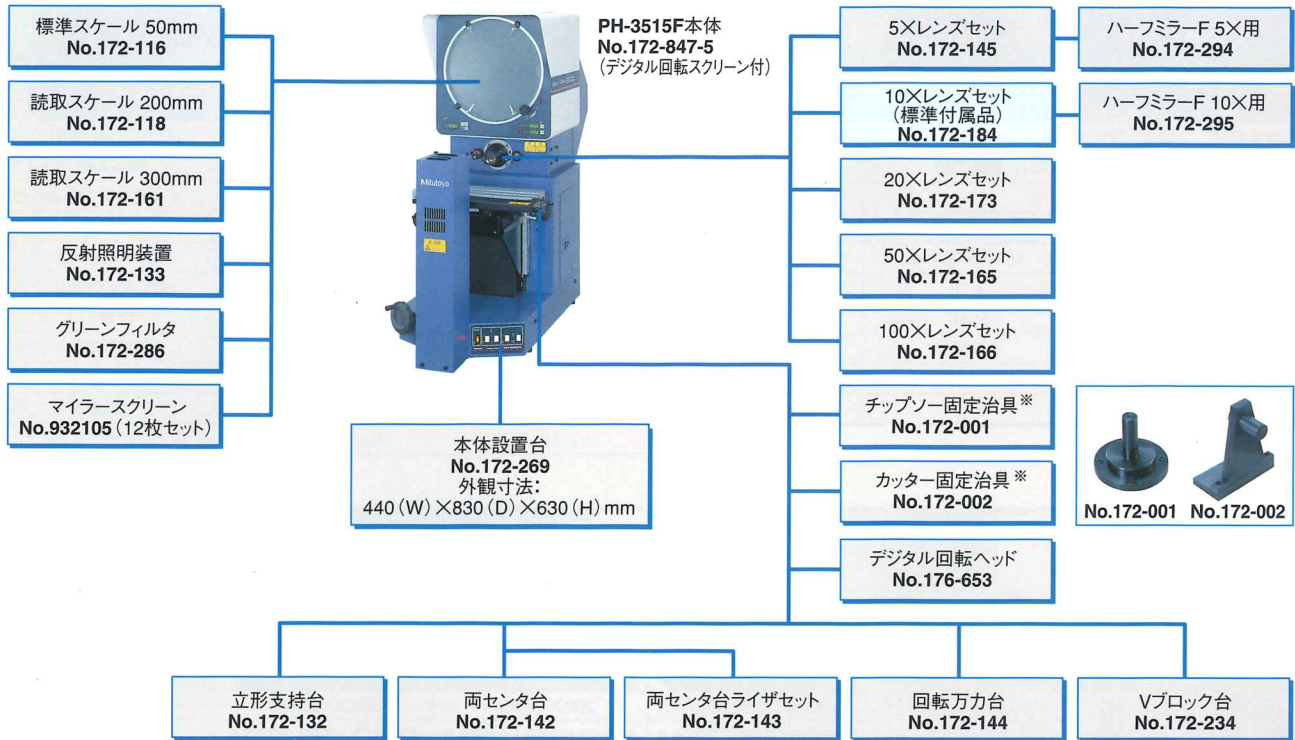 標準スケール 50mm
No.172-116
読取スケール 200mm
No.172-118
読取スケール 300mm
No.172-161
反射照明装置
No.172-133
グリーンフィルタ
No.172-286
マイラースクリーン
No.932105(12枚セット)
PH-3515F本体
No.172-847-5
(デジタル回転スクリーン付)
Mitutoyo
本体設置台
No.172-269
外観寸法:
440(W)×830(D)×630(H)mm
5×レンズセット
No.172-145
ハーフミラーF 5×用
No.172-294
10×レンズセット
(標準付属品)
No.172-184
ハーフミラーF 10×用
No.172-295
20×レンズセット
No.172-173
50×レンズセット
No.172-165
100×レンズセット
No.172-166
チップソー固定治具※
No.172-001
カッター固定治具※
No.172-002
デジタル回転ヘッド
No.176-653
No.172-001 No.172-002
立形支持台
No.172-132
両センタ台
No.172-142
両センタ台ライザセット
No.172-143
回転万力台
No.172-144
Vブロック台
No.172-234